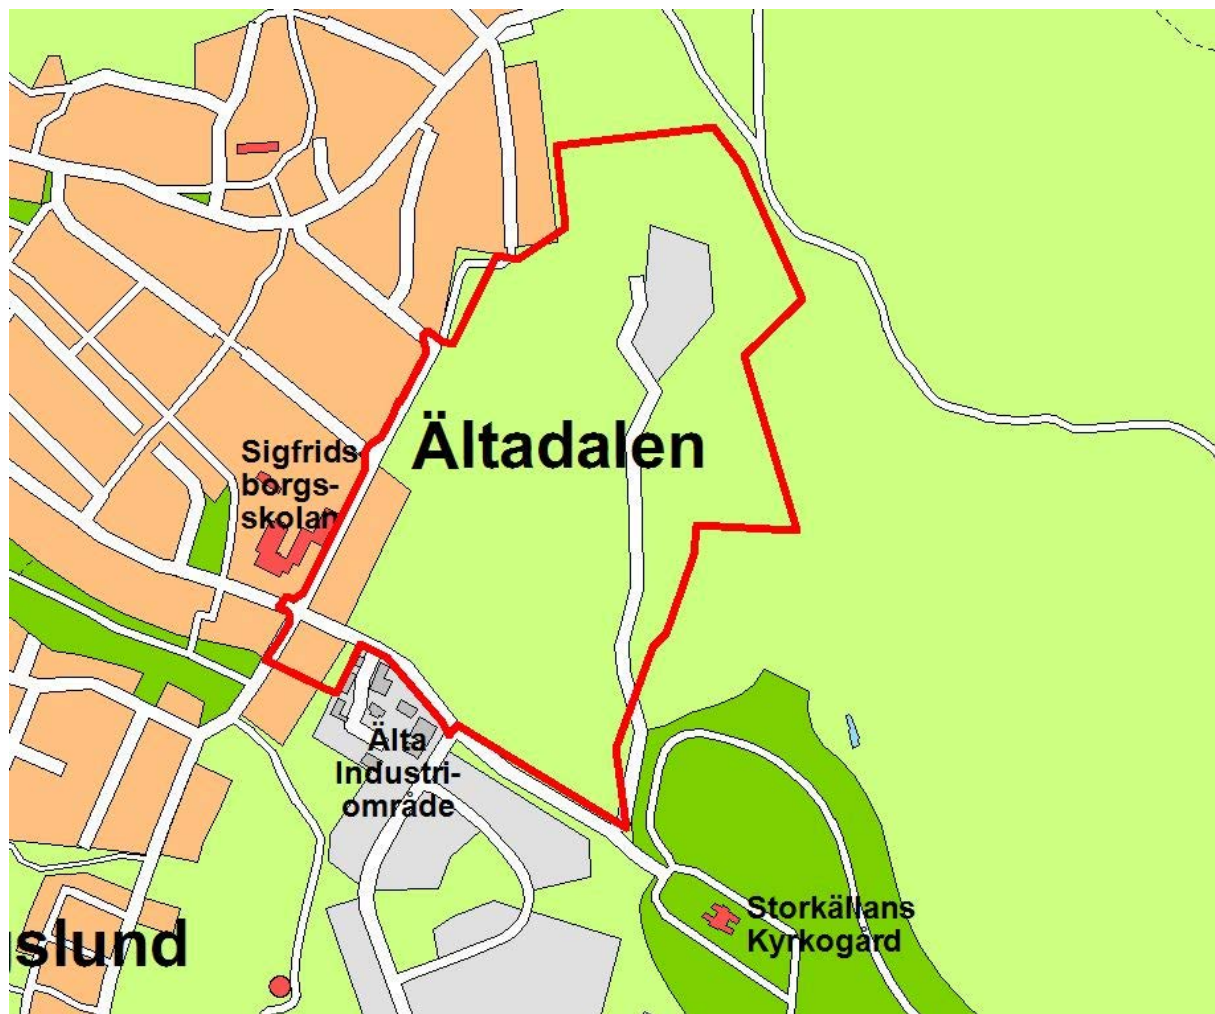 Ältadalen
Sigfrids-
borgs-
skolan
Älta
Industri-
område
Storkällans
Kyrkogård
slund